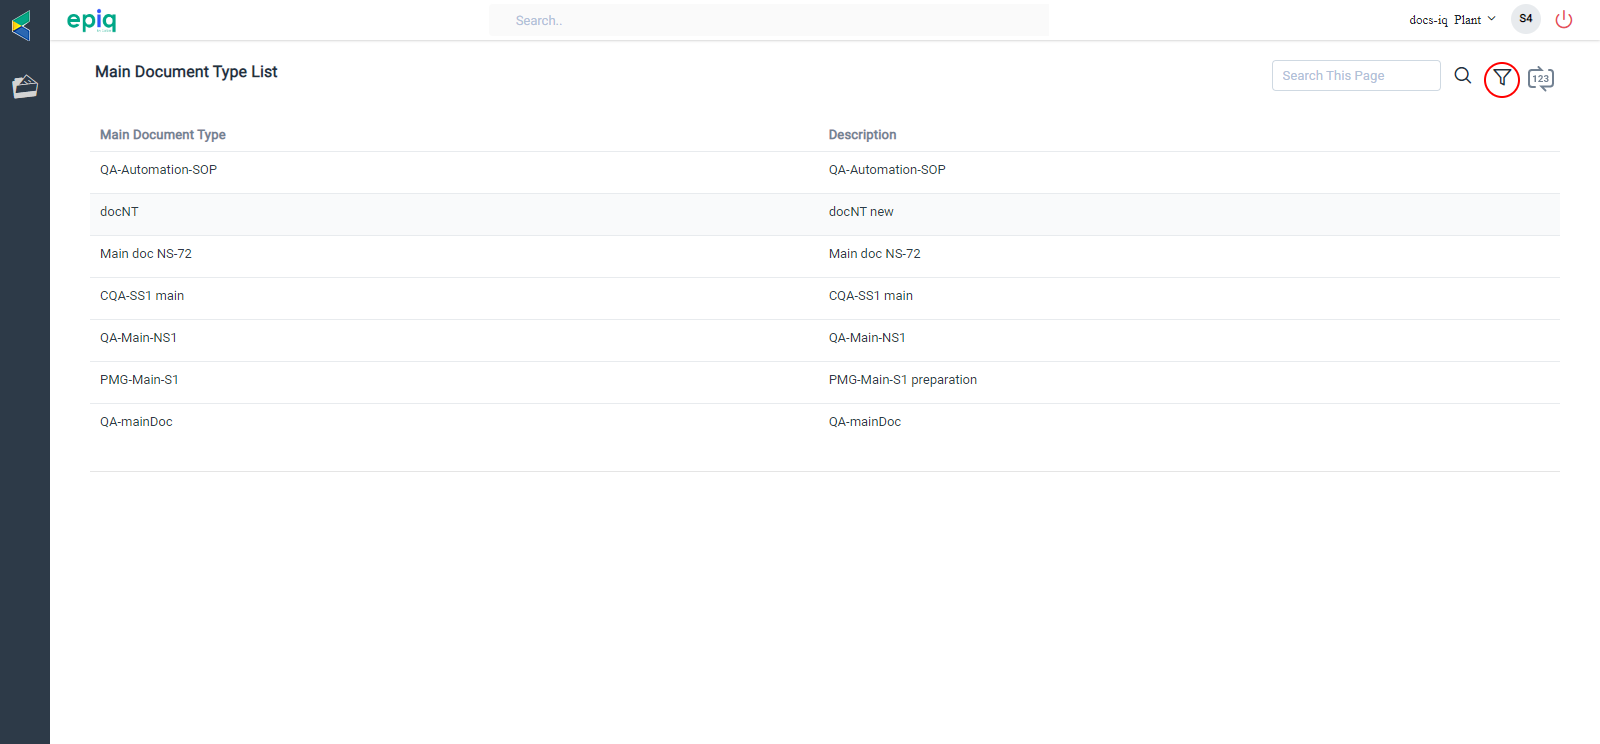 epiq
Search..
docs-iq Plant
S4
Main Document Type List
Search This Page
123
Main Document Type Description
QA-Automation-SOP QA-Automation-SOP
docNT docNT new
Main doc NS-72 Main doc NS-72
CQA-SS1 main CQA-SS1 main
QA-Main-NS1 QA-Main-NS1
PMG-Main-S1 PMG-Main-S1 preparation
QA-mainDoc QA-mainDoc